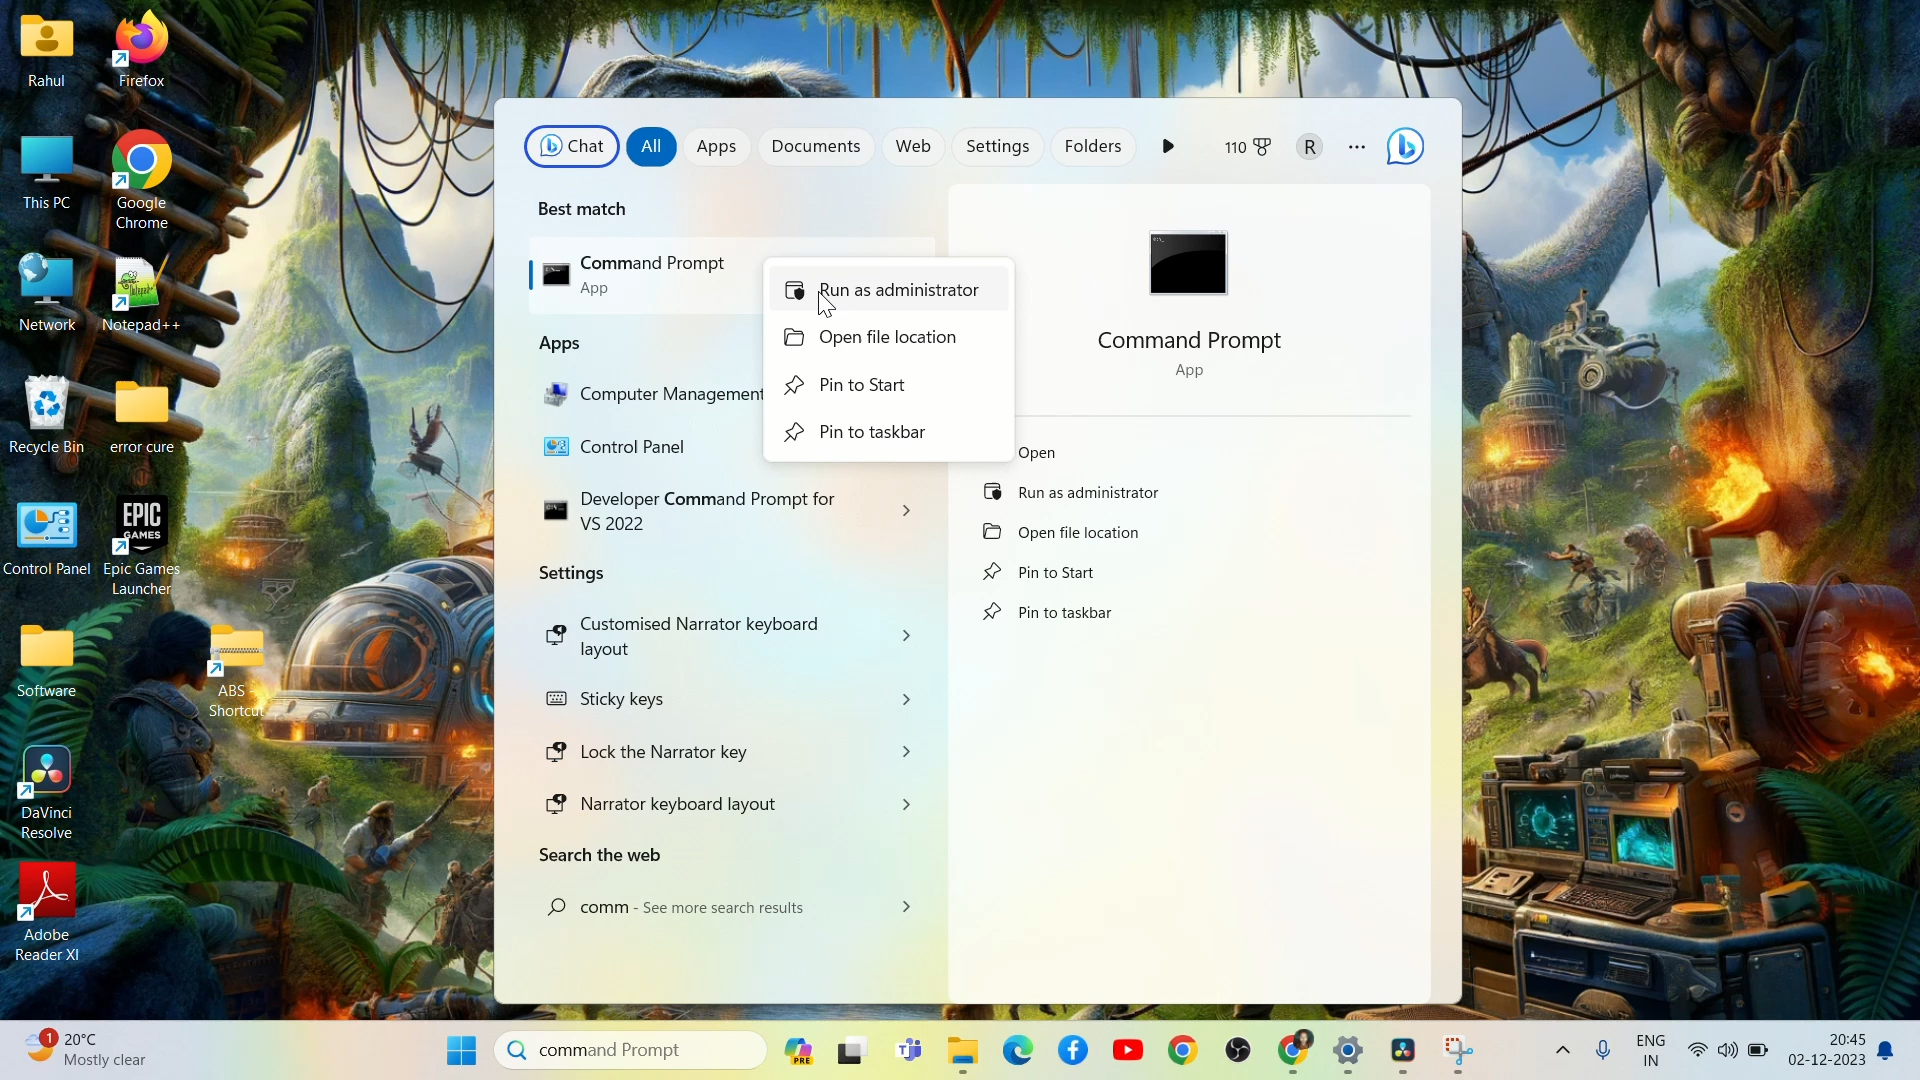 Rahul
Firefox
This PC
Google
Chrome
Network
Notepad++
Recycle Bin
error cure
Control Panel
EPIC
GAMES
Epic Games
Launcher
Software
ABS -
Shortcut
DaVinci
Resolve
Adobe
Reader XI
Chat
All
Apps
Documents
Web
Settings
Folders
110
R
Best match
Command Prompt
App
Apps
Computer Management
Control Panel
Developer Command Prompt for
VS 2022
Settings
Customised Narrator keyboard
layout
Sticky keys
Lock the Narrator key
Narrator keyboard layout
Search the web
comm - See more search results
Run as administrator
Open file location
Pin to Start
Pin to taskbar
Command Prompt
App
Open
Run as administrator
Open file location
Pin to Start
Pin to taskbar
1
20°C
Mostly clear
command Prompt
PRE
ENG
IN
20:45
02-12-2023